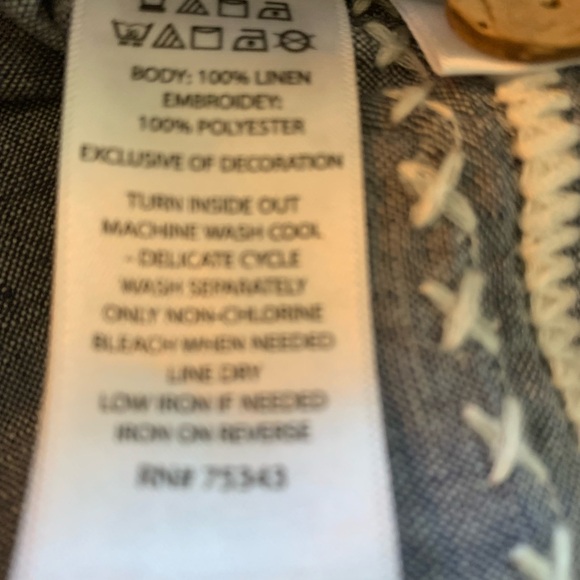 BODY: 100% LINEN
EMBROIDEY:
100% POLYESTER
EXCLUSIVE OF DECORATION
TURN INSIDE OUT
MACHINE WASH COOL
- DELICATE CYCLE
WASH SEPARATELY
ONLY NON-CHLORINE
BLEACH WHEN NEEDED
LINE DRY
LOW IRON IF NEEDED
IRON ON REVERSE
RN# 75343